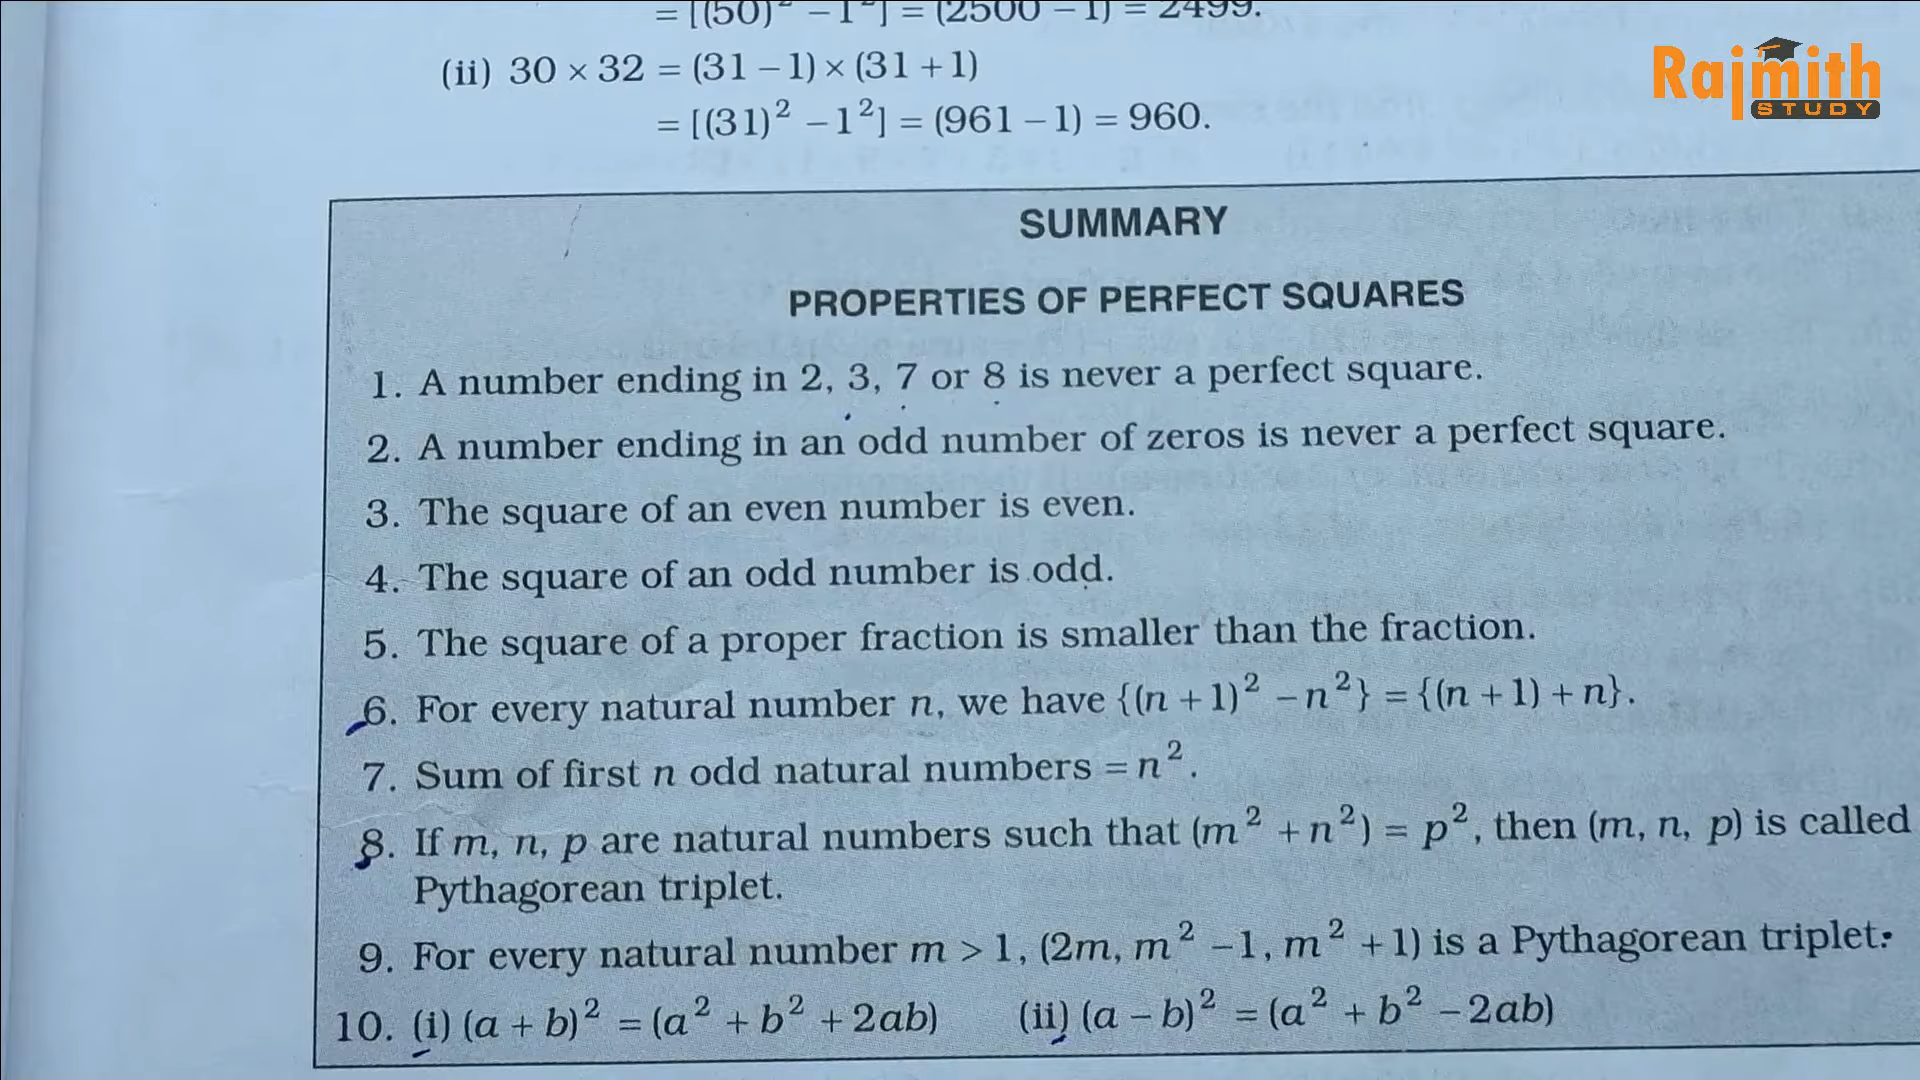 = [(50)² – 1²] = (2500 – 1) = 2499.
(ii) 30 × 32 = (31 – 1) × (31 + 1)
= [(31)² – 1²] = (961 – 1) = 960.
Rajmith
STUDY
SUMMARY
PROPERTIES OF PERFECT SQUARES
1. A number ending in 2, 3, 7 or 8 is never a perfect square.
2. A number ending in an odd number of zeros is never a perfect square.
3. The square of an even number is even.
4. The square of an odd number is odd.
5. The square of a proper fraction is smaller than the fraction.
6. For every natural number n, we have {(n + 1)² – n²} = {(n + 1) + n}.
7. Sum of first n odd natural numbers = n².
8. If m, n, p are natural numbers such that (m² + n²) = p², then (m, n, p) is called
Pythagorean triplet.
9. For every natural number m > 1, (2m, m² – 1, m² + 1) is a Pythagorean triplet.
10. (i) (a + b)² = (a² + b² + 2ab) (ii) (a – b)² = (a² + b² – 2ab)